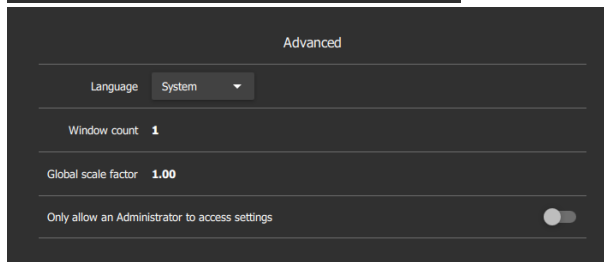 Advanced
Language System
Window count 1
Global scale factor 1.00
Only allow an Administrator to access settings